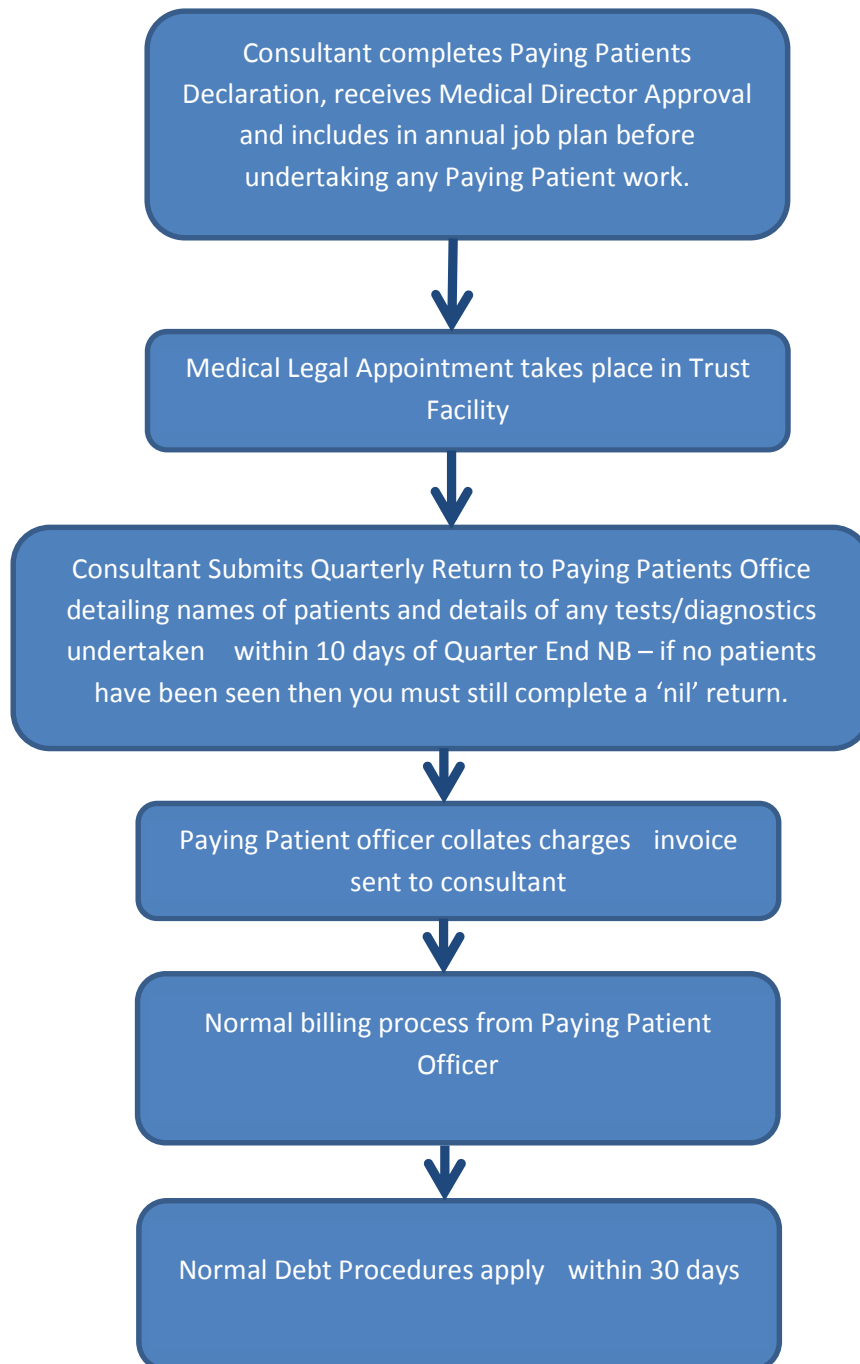 Consultant completes Paying Patients
Declaration, receives Medical Director Approval
and includes in annual job plan before
undertaking any Paying Patient work.
Medical Legal Appointment takes place in Trust
Facility
Consultant Submits Quarterly Return to Paying Patients Office
detailing names of patients and details of any tests/diagnostics
undertaken within 10 days of Quarter End NB – if no patients
have been seen then you must still complete a ‘nil’ return.
Paying Patient officer collates charges invoice
sent to consultant
Normal billing process from Paying Patient
Officer
Normal Debt Procedures apply within 30 days